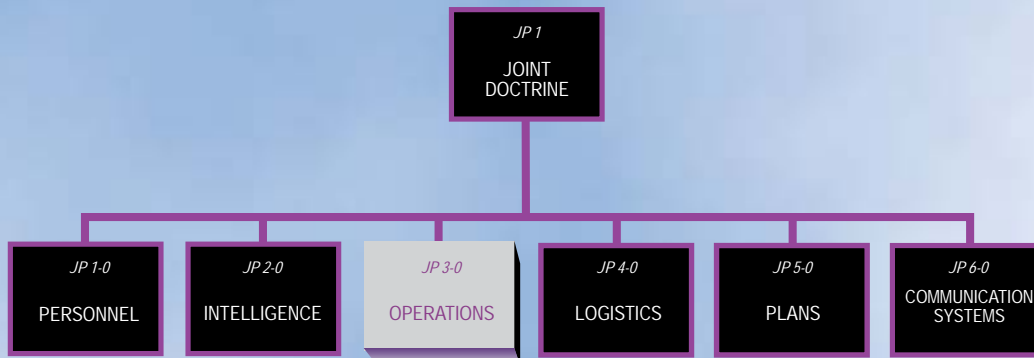 JP 1
JOINT
DOCTRINE
JP 1-0
PERSONNEL
JP 2-0
INTELLIGENCE
JP 3-0
OPERATIONS
JP 4-0
LOGISTICS
JP 5-0
PLANS
JP 6-0
COMMUNICATION
SYSTEMS